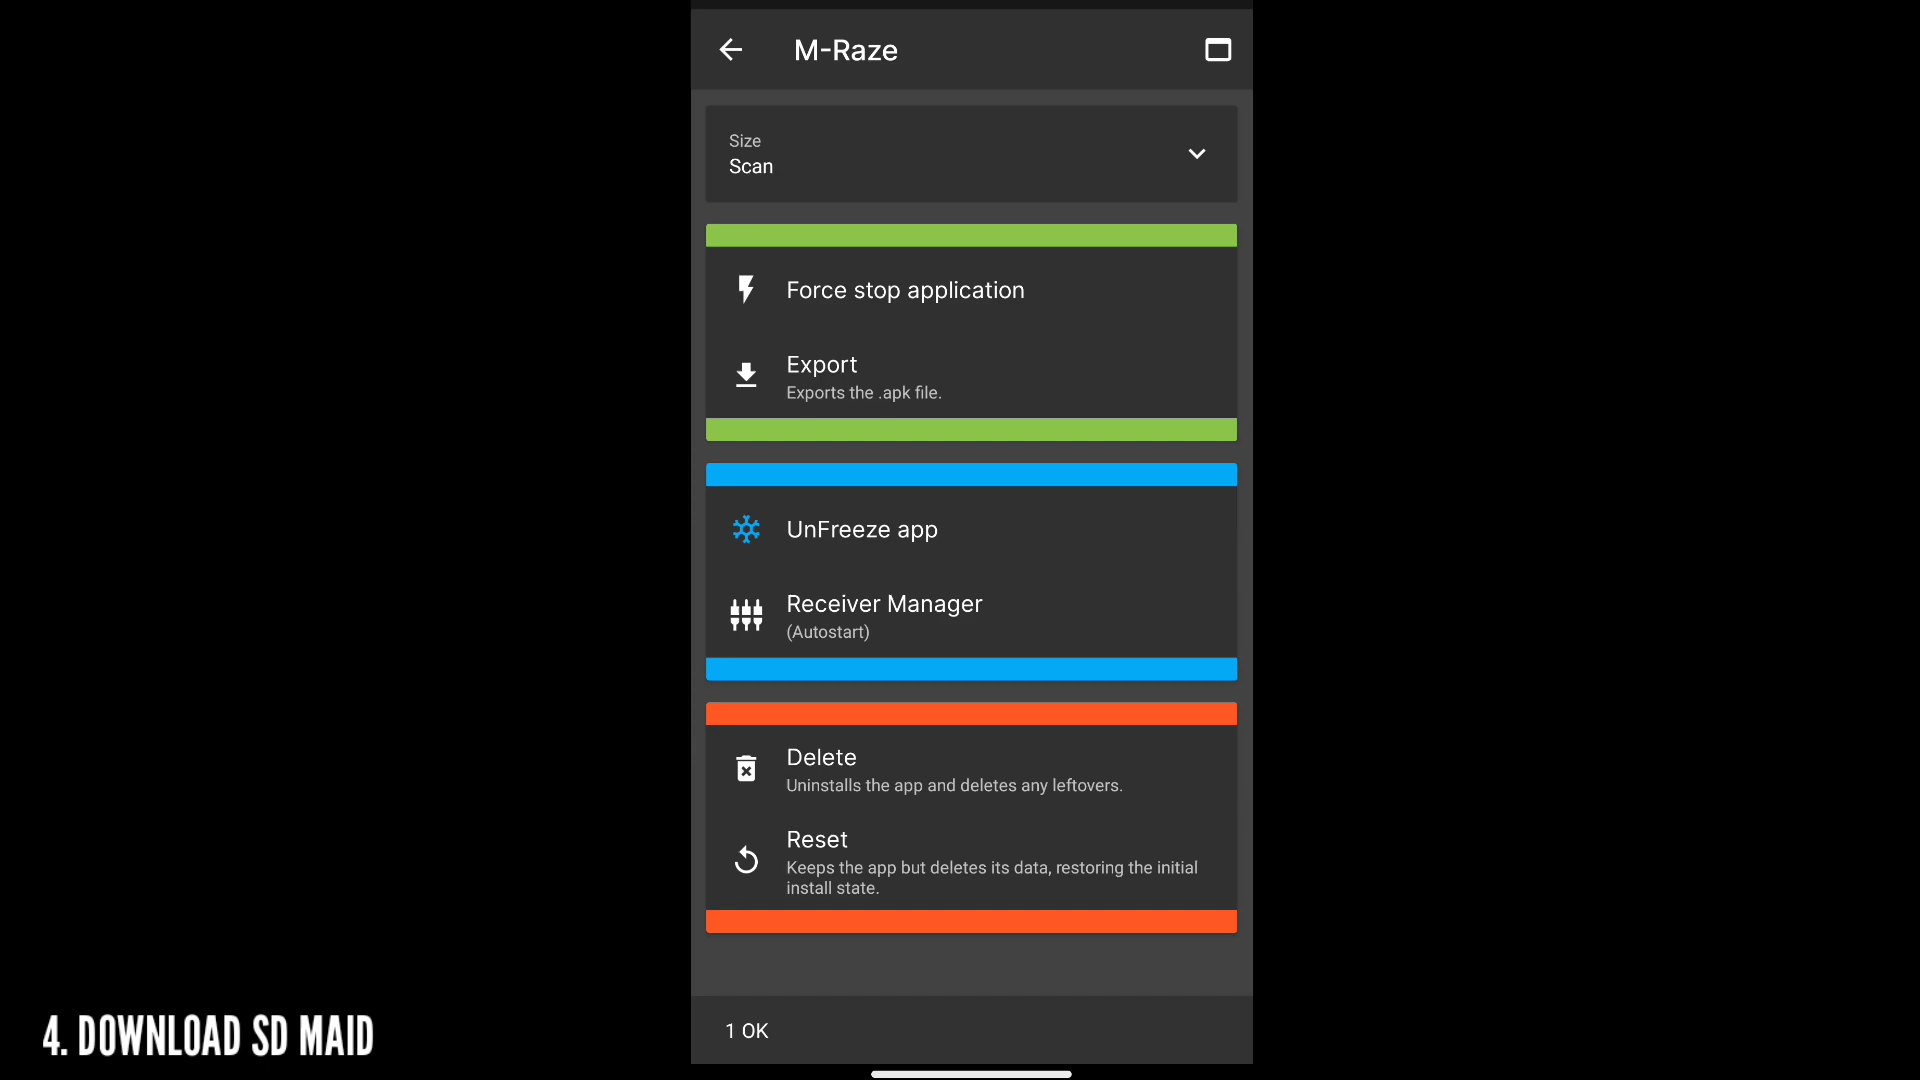 M-Raze
Size
Scan
Force stop application
Export
Exports the .apk file.
UnFreeze app
Receiver Manager
(Autostart)
Delete
Uninstalls the app and deletes any leftovers.
Reset
Keeps the app but deletes its data, restoring the initial
install state.
1 OK
4. DOWNLOAD SD MAID